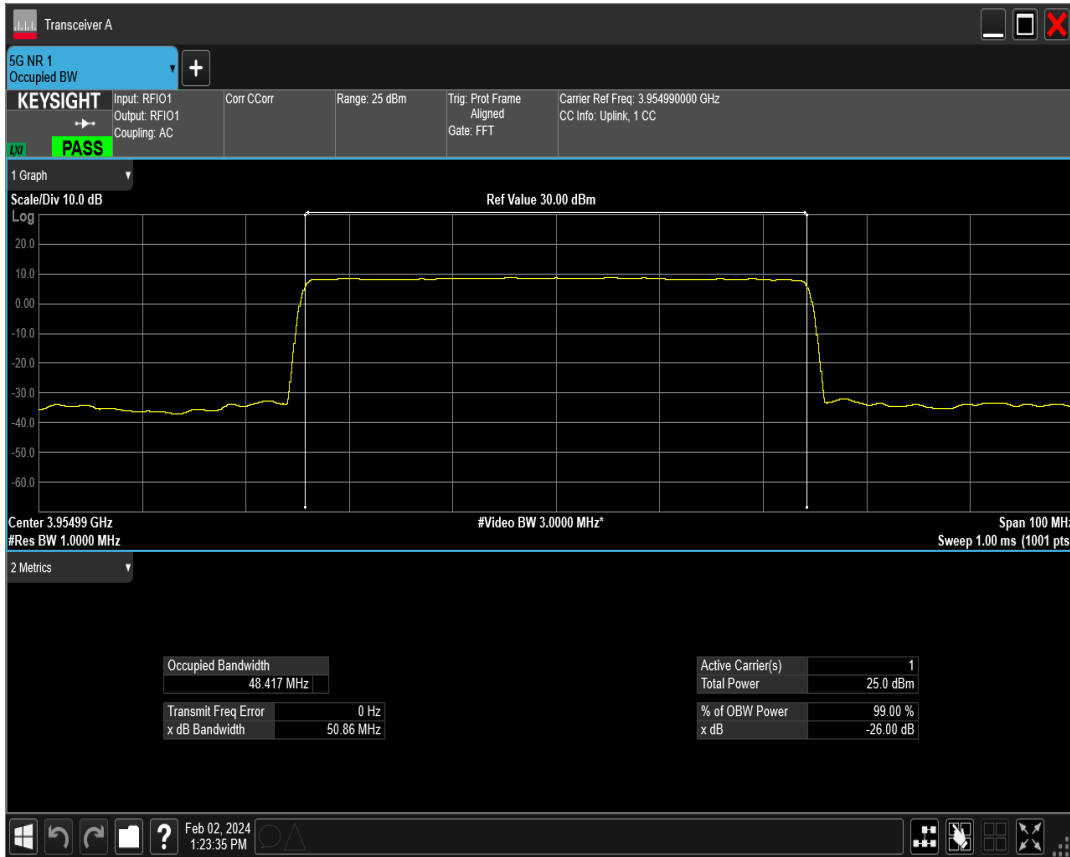 Transceiver A
5G NR 1
Occupied BW
KEYSIGHT
LXI
PASS
Input: RFIO1
Output: RFIO1
Coupling: AC
Corr CCorr
Range: 25 dBm
Trig: Prot Frame
Aligned
Gate: FFT
Carrier Ref Freq: 3.954990000 GHz
CC Info: Uplink, 1 CC
1 Graph
Scale/Div 10.0 dB
Ref Value 30.00 dBm
Log
20.0
10.0
0.00
-10.0
-20.0
-30.0
-40.0
-50.0
-60.0
Center 3.95499 GHz
#Video BW 3.0000 MHz*
Span 100 MHz
#Res BW 1.0000 MHz
Sweep 1.00 ms (1001 pts
2 Metrics
Occupied Bandwidth
48.417 MHz
Transmit Freq Error 0 Hz
x dB Bandwidth 50.86 MHz
Active Carrier(s) 1
Total Power 25.0 dBm
% of OBW Power 99.00 %
x dB -26.00 dB
Feb 02, 2024
1:23:35 PM